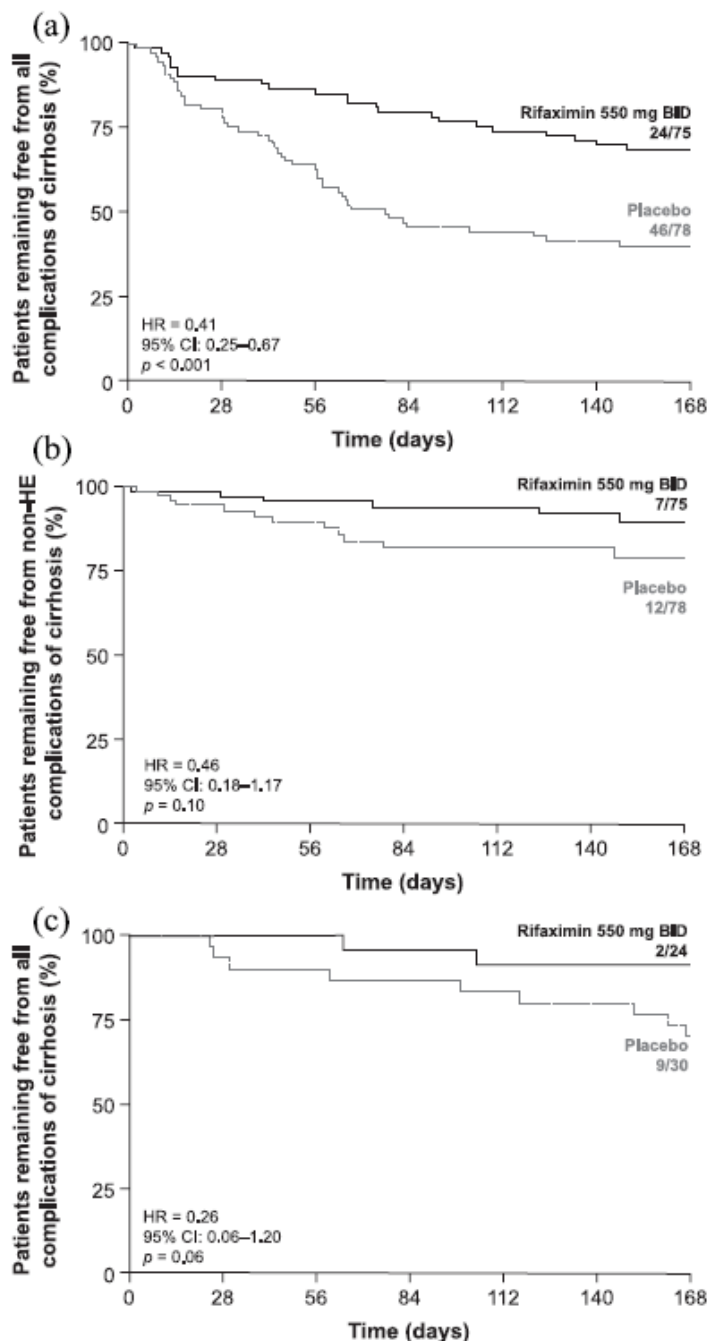 (a)
Patients remaining free from all
complications of cirrhosis (%)
100
75
50
25
0
Rifaximin 550 mg BID
24/75
Placebo
46/78
HR = 0.41
95% CI: 0.25–0.67
p < 0.001
0 28 56 84 112 140 168
Time (days)
(b)
Patients remaining free from non-HE
complications of cirrhosis (%)
100
75
50
25
0
Rifaximin 550 mg BID
7/75
Placebo
12/78
HR = 0.46
95% CI: 0.18–1.17
p = 0.10
0 28 56 84 112 140 168
Time (days)
(c)
Patients remaining free from all
complications of cirrhosis (%)
100
75
50
25
0
Rifaximin 550 mg BID
2/24
Placebo
9/30
HR = 0.26
95% CI: 0.06–1.20
p = 0.06
0 28 56 84 112 140 168
Time (days)